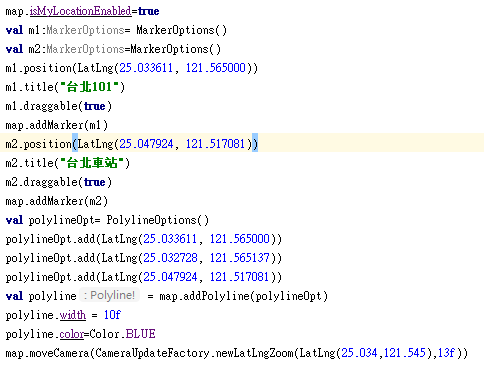 map.isMyLocationEnabled=true
val m1:MarkerOptions= MarkerOptions()
val m2:MarkerOptions=MarkerOptions()
m1.position(LatLng(25.033611, 121.565000))
m1.title("台北101")
m1.draggable(true)
map.addMarker(m1)
m2.position(LatLng(25.047924, 121.517081))
m2.title("台北車站")
m2.draggable(true)
map.addMarker(m2)
val polylineOpt= PolylineOptions()
polylineOpt.add(LatLng(25.033611, 121.565000))
polylineOpt.add(LatLng(25.032728, 121.565137))
polylineOpt.add(LatLng(25.047924, 121.517081))
val polyline : Polyline! = map.addPolyline(polylineOpt)
polyline.width = 10f
polyline.color=Color.BLUE
map.moveCamera(CameraUpdateFactory.newLatLngZoom(LatLng(25.034,121.545),13f))